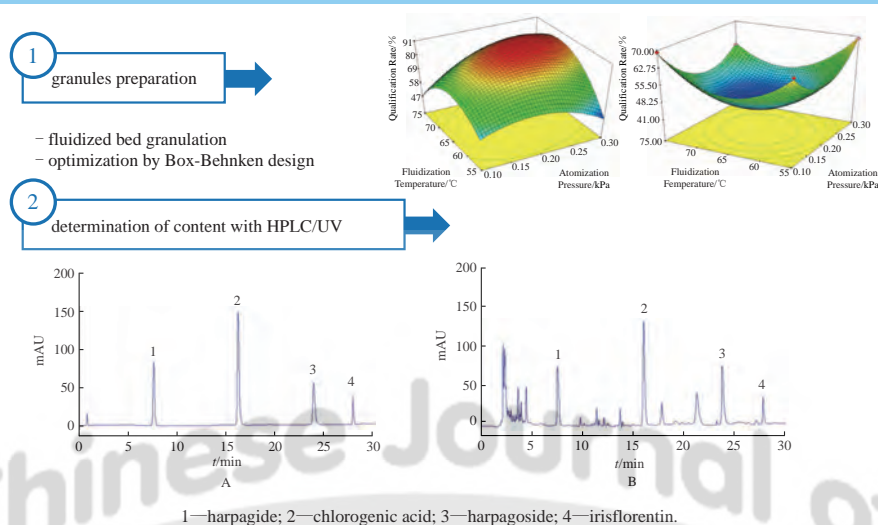 1
granules preparation
− fluidized bed granulation
− optimization by Box-Behnken design
Qualification Rate/%
91
80
69
58
47
75
70
65
60
55
0.10
0.15
0.20
0.25
0.30
Fluidization
Temperature/℃
Atomization
Pressure/kPa
Qualification Rate/%
70.00
62.75
55.50
48.25
41.00
75.00
70
65
60
55
0.10
0.15
0.20
0.25
0.30
Fluidization
Femperature/℃
Atomization
Pressure/kPa
2
determination of content with HPLC/UV
200
150
100
50
0
mAU
1
2
3
4
0 5 10 15 20 25 30
t/min
A
200
150
100
50
0
mAU
1
2
3
4
0 5 10 15 20 25 30
t/min
B
Chinese Journal of
1—harpagide; 2—chlorogenic acid; 3—harpagoside; 4—irisflorentin.